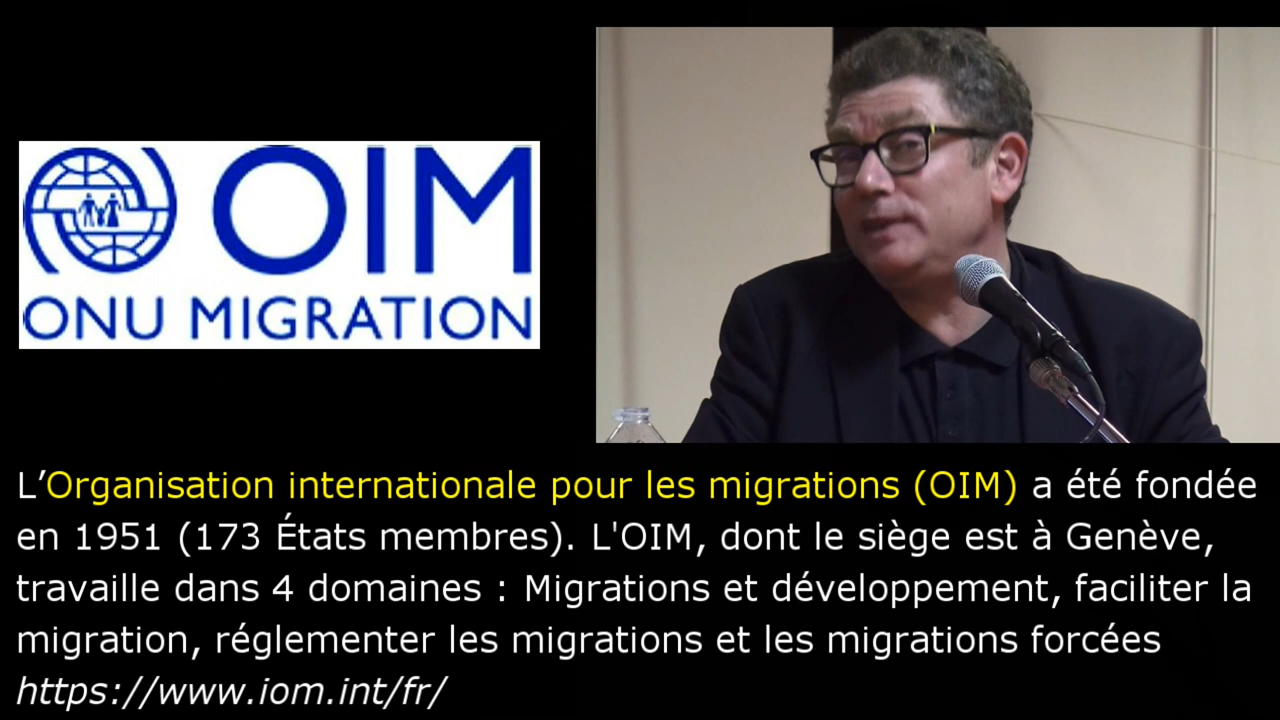 OIM
ONU MIGRATION
L’Organisation internationale pour les migrations (OIM) a été fondée
en 1951 (173 États membres). L'OIM, dont le siège est à Genève,
travaille dans 4 domaines : Migrations et développement, faciliter la
migration, réglementer les migrations et les migrations forcées
https://www.iom.int/fr/